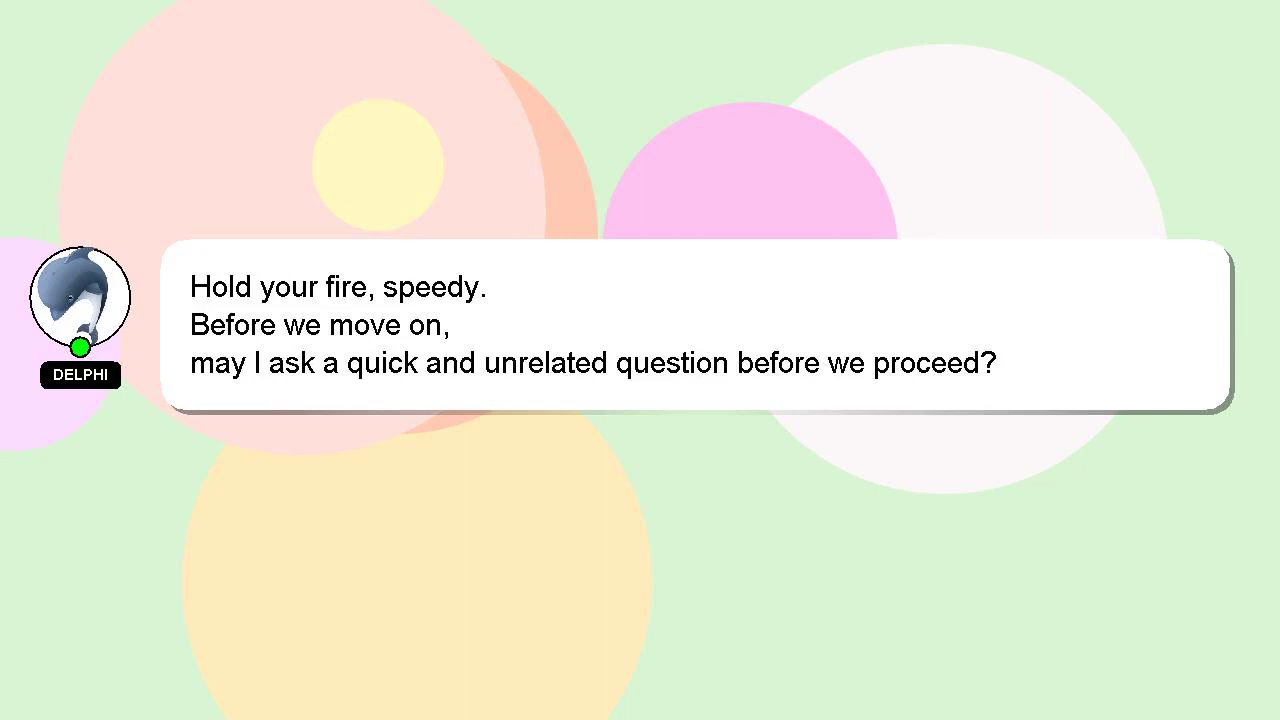 Hold your fire, speedy.
Before we move on,
may I ask a quick and unrelated question before we proceed?
DELPHI